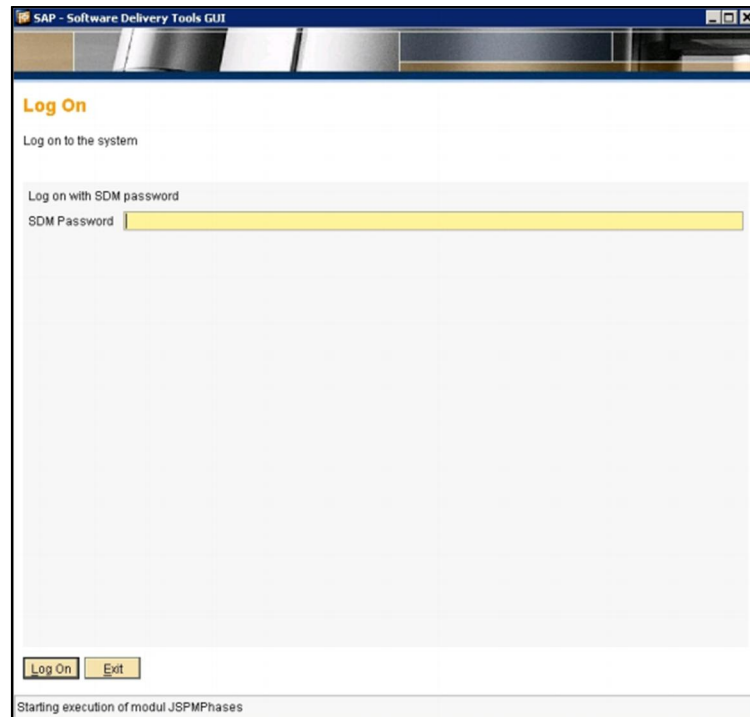 SAP - Software Delivery Tools GUI
Log On
Log on to the system
Log on with SDM password
SDM Password
Log On Exit
Starting execution of modul JSPMPhases